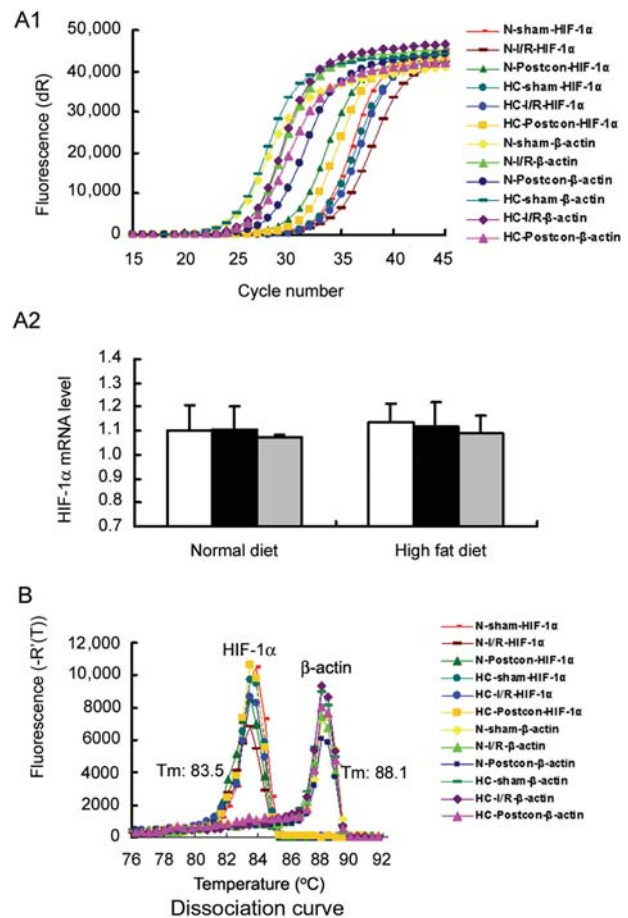 A1
Fluorescence (dR)
50,000
40,000
30,000
20,000
10,000
0
15 20 25 30 35 40 45
Cycle number
N-sham-HIF-1α
N-I/R-HIF-1α
N-Postcon-HIF-1α
HC-sham-HIF-1α
HC-I/R-HIF-1α
HC-Postcon-HIF-1α
N-sham-β-actin
N-I/R-β-actin
N-Postcon-β-actin
HC-sham-β-actin
HC-I/R-β-actin
HC-Postcon-β-actin
A2
HIF-1α mRNA level
1.4
1.3
1.2
1.1
1.0
0.9
0.8
0.7
Normal diet High fat diet
B
Fluorescence (-R'(T))
12000
10000
8000
6000
4000
2000
0
HIF-1α
β-actin
Tm: 83.5
Tm: 88.1
76 78 80 82 84 86 88 90 92
Temperature (ºC)
Dissociation curve
N-sham-HIF-1α
N-I/R-HIF-1α
N-Postcon-HIF-1α
HC-sham-HIF-1α
HC-I/R-HIF-1α
HC-Postcon-HIF-1α
N-sham-β-actin
N-I/R-β-actin
N-Postcon-β-actin
HC-sham-β-actin
HC-I/R-β-actin
HC-Postcon-β-actin